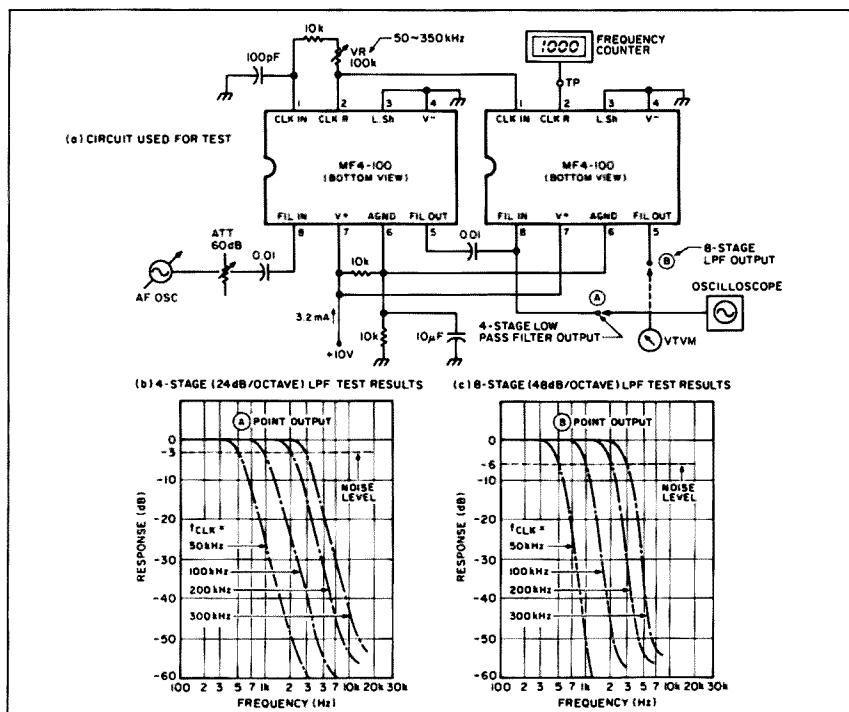 10k
VR
100k
50~350kHz
1000
FREQUENCY
COUNTER
100pF
TP
1 2 3 4
CLK IN CLK R L.Sh V-
1 2 3 4
CLK IN CLK R L.Sh V-
(a) CIRCUIT USED FOR TEST
MF4-100
(BOTTOM VIEW)
MF4-100
(BOTTOM VIEW)
FIL IN V+ AGND FIL OUT
8 7 6 5
FIL IN V+ AGND FIL OUT
8 7 6 5
ATT
60dB
0.01
AF OSC
10k
0.01
B
8-STAGE
LPF OUTPUT
OSCILLOSCOPE
A
3.2mA
10k
10µF
4-STAGE LOW
PASS FILTER OUTPUT
VTVM
+10V
(b) 4-STAGE (24dB/OCTAVE) LPF TEST RESULTS
A POINT OUTPUT
0
-3
-10
-20
-30
-40
-50
-60
RESPONSE (dB)
NOISE
LEVEL
fCLK=
50kHz
100kHz
200kHz
300kHz
100 2 3 5 7 1k 2 3 5 7 10k 20k 30k
FREQUENCY (Hz)
(c) 8-STAGE (48dB/OCTAVE) LPF TEST RESULTS
B POINT OUTPUT
0
-6
-10
-20
-30
-40
-50
-60
RESPONSE (dB)
NOISE
LEVEL
fCLK=
50kHz
100kHz
200kHz
300kHz
100 2 3 5 7 1k 2 3 5 7 10k 20k 30k
FREQUENCY (Hz)